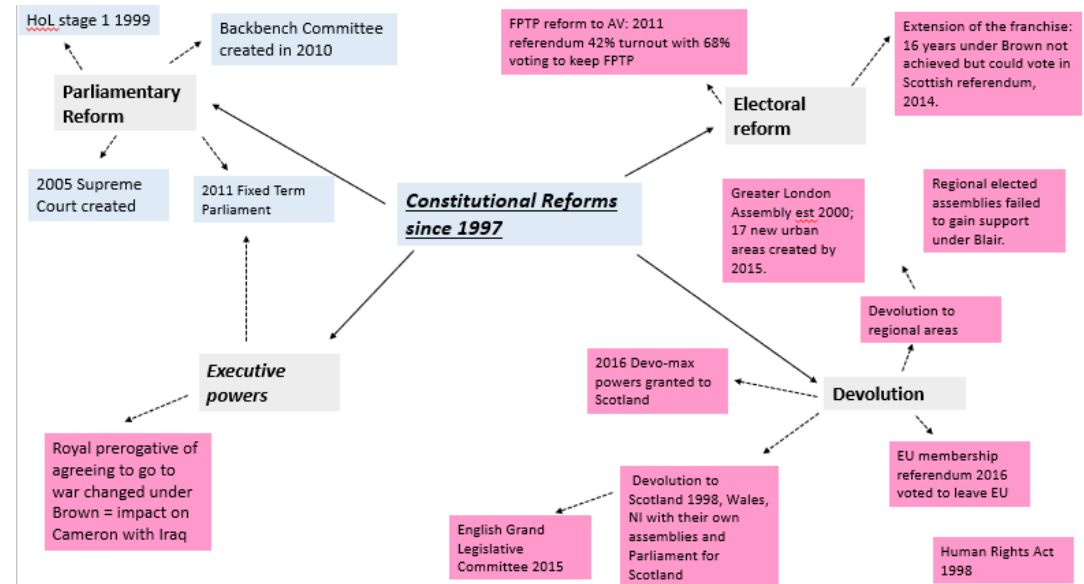 HoL stage 1 1999
Backbench Committee
created in 2010
Parliamentary
Reform
2005 Supreme
Court created
2011 Fixed Term
Parliament
FPTP reform to AV: 2011
referendum 42% turnout with 68%
voting to keep FPTP
Extension of the franchise:
16 years under Brown not
achieved but could vote in
Scottish referendum,
2014.
Electoral
reform
Constitutional Reforms
since 1997
Greater London
Assembly est 2000;
17 new urban
areas created by
2015.
Regional elected
assemblies failed
to gain support
under Blair.
Devolution to
regional areas
Executive
powers
2016 Devo-max
powers granted to
Scotland
Devolution
Royal prerogative of
agreeing to go to
war changed under
Brown = impact on
Cameron with Iraq
EU membership
referendum 2016
voted to leave EU
Devolution to
Scotland 1998, Wales,
NI with their own
assemblies and
Parliament for
Scotland
English Grand
Legislative
Committee 2015
Human Rights Act
1998